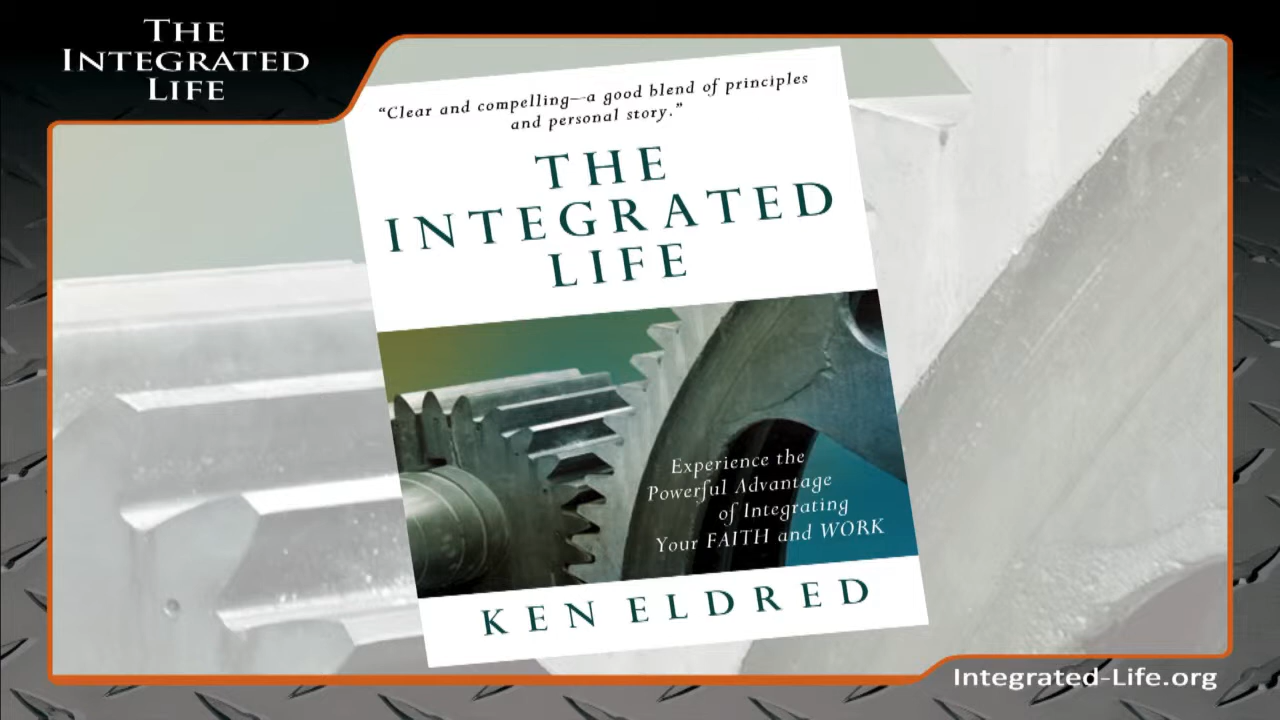 THE
INTEGRATED
LIFE
“Clear and compelling—a good blend of principles
and personal story.”
THE
INTEGRATED
LIFE
Experience the
Powerful Advantage
of Integrating
Your FAITH and WORK
KEN ELDRED
Integrated-Life.org